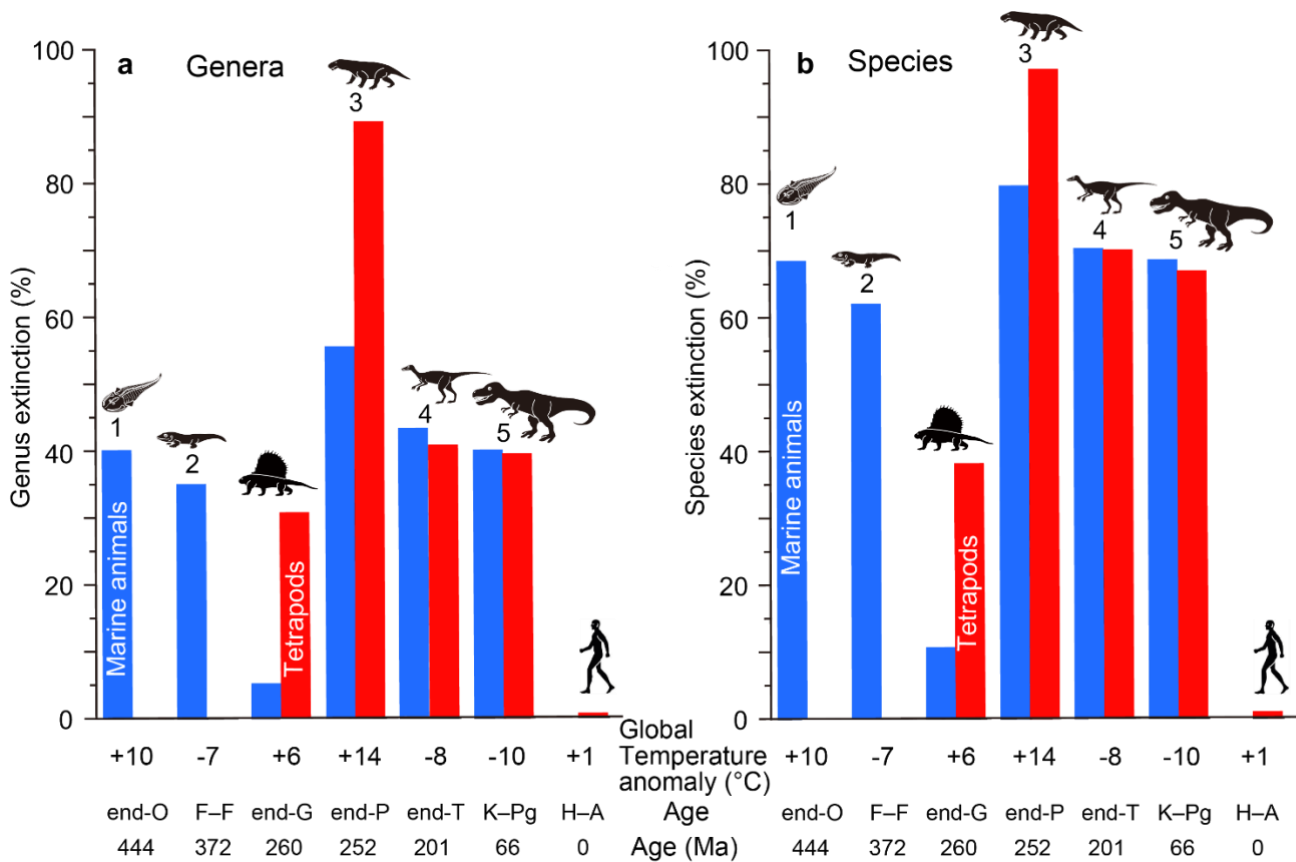 a Genera
Genus extinction (%)
100
80
60
40
20
0
1
2
3
4
5
Marine animals
Tetrapods
b Species
Species extinction (%)
100
80
60
40
20
0
1
2
3
4
5
Marine animals
Tetrapods
Global
Temperature
anomaly (°C)
+10 -7 +6 +14 -8 -10 +1
+10 -7 +6 +14 -8 -10 +1
Age
end-O F–F end-G end-P end-T K–Pg H–A
end-O F–F end-G end-P end-T K–Pg H–A
Age (Ma)
444 372 260 252 201 66 0
444 372 260 252 201 66 0